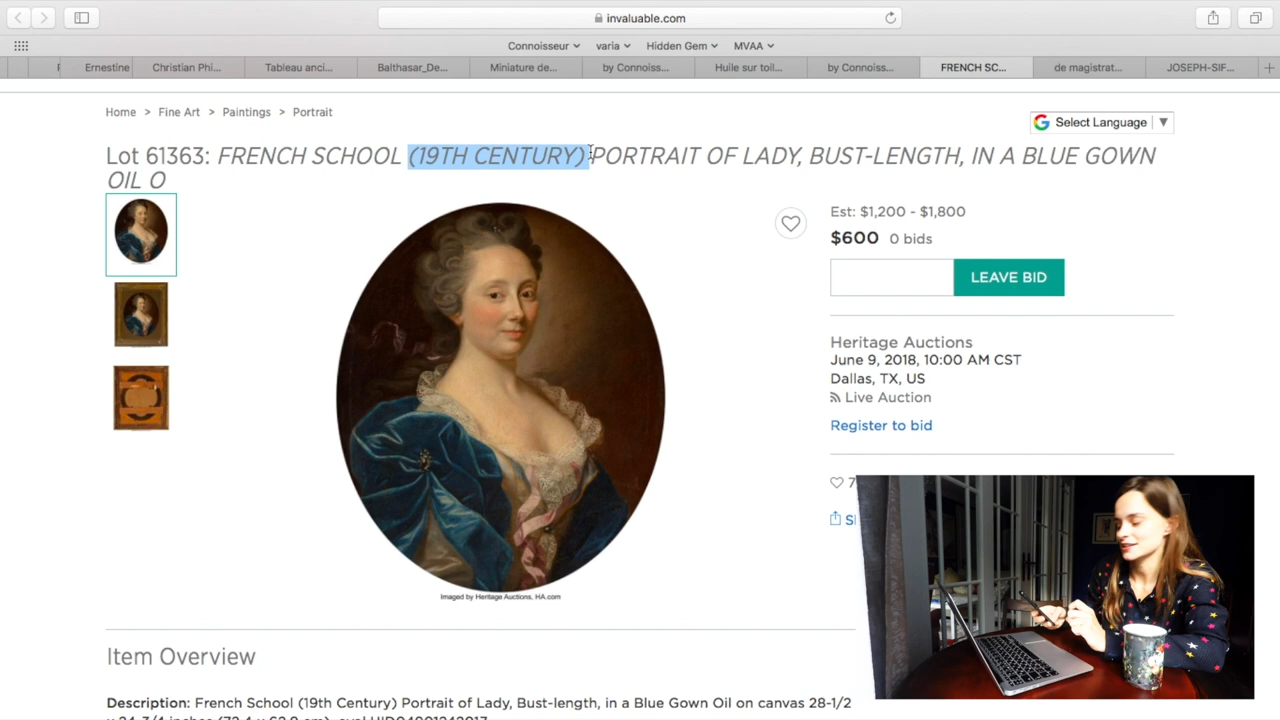 invaluable.com
Connoisseur varia Hidden Gem MVAA
Ernestine Christian Phi... Tableau anci... Balthasar_De... Miniature de... by Connoiss... Huile sur toil... by Connoiss... FRENCH SC... de magistrat... JOSEPH-SIF...
Home > Fine Art > Paintings > Portrait
Select Language
Lot 61363: FRENCH SCHOOL (19TH CENTURY) PORTRAIT OF LADY, BUST-LENGTH, IN A BLUE GOWN
OIL O
Est: $1,200 - $1,800
$600 0 bids
LEAVE BID
Heritage Auctions
June 9, 2018, 10:00 AM CST
Dallas, TX, US
Live Auction
Register to bid
Imaged by Heritage Auctions, HA.com
Item Overview
Description: French School (19th Century) Portrait of Lady, Bust-length, in a Blue Gown Oil on canvas 28-1/2